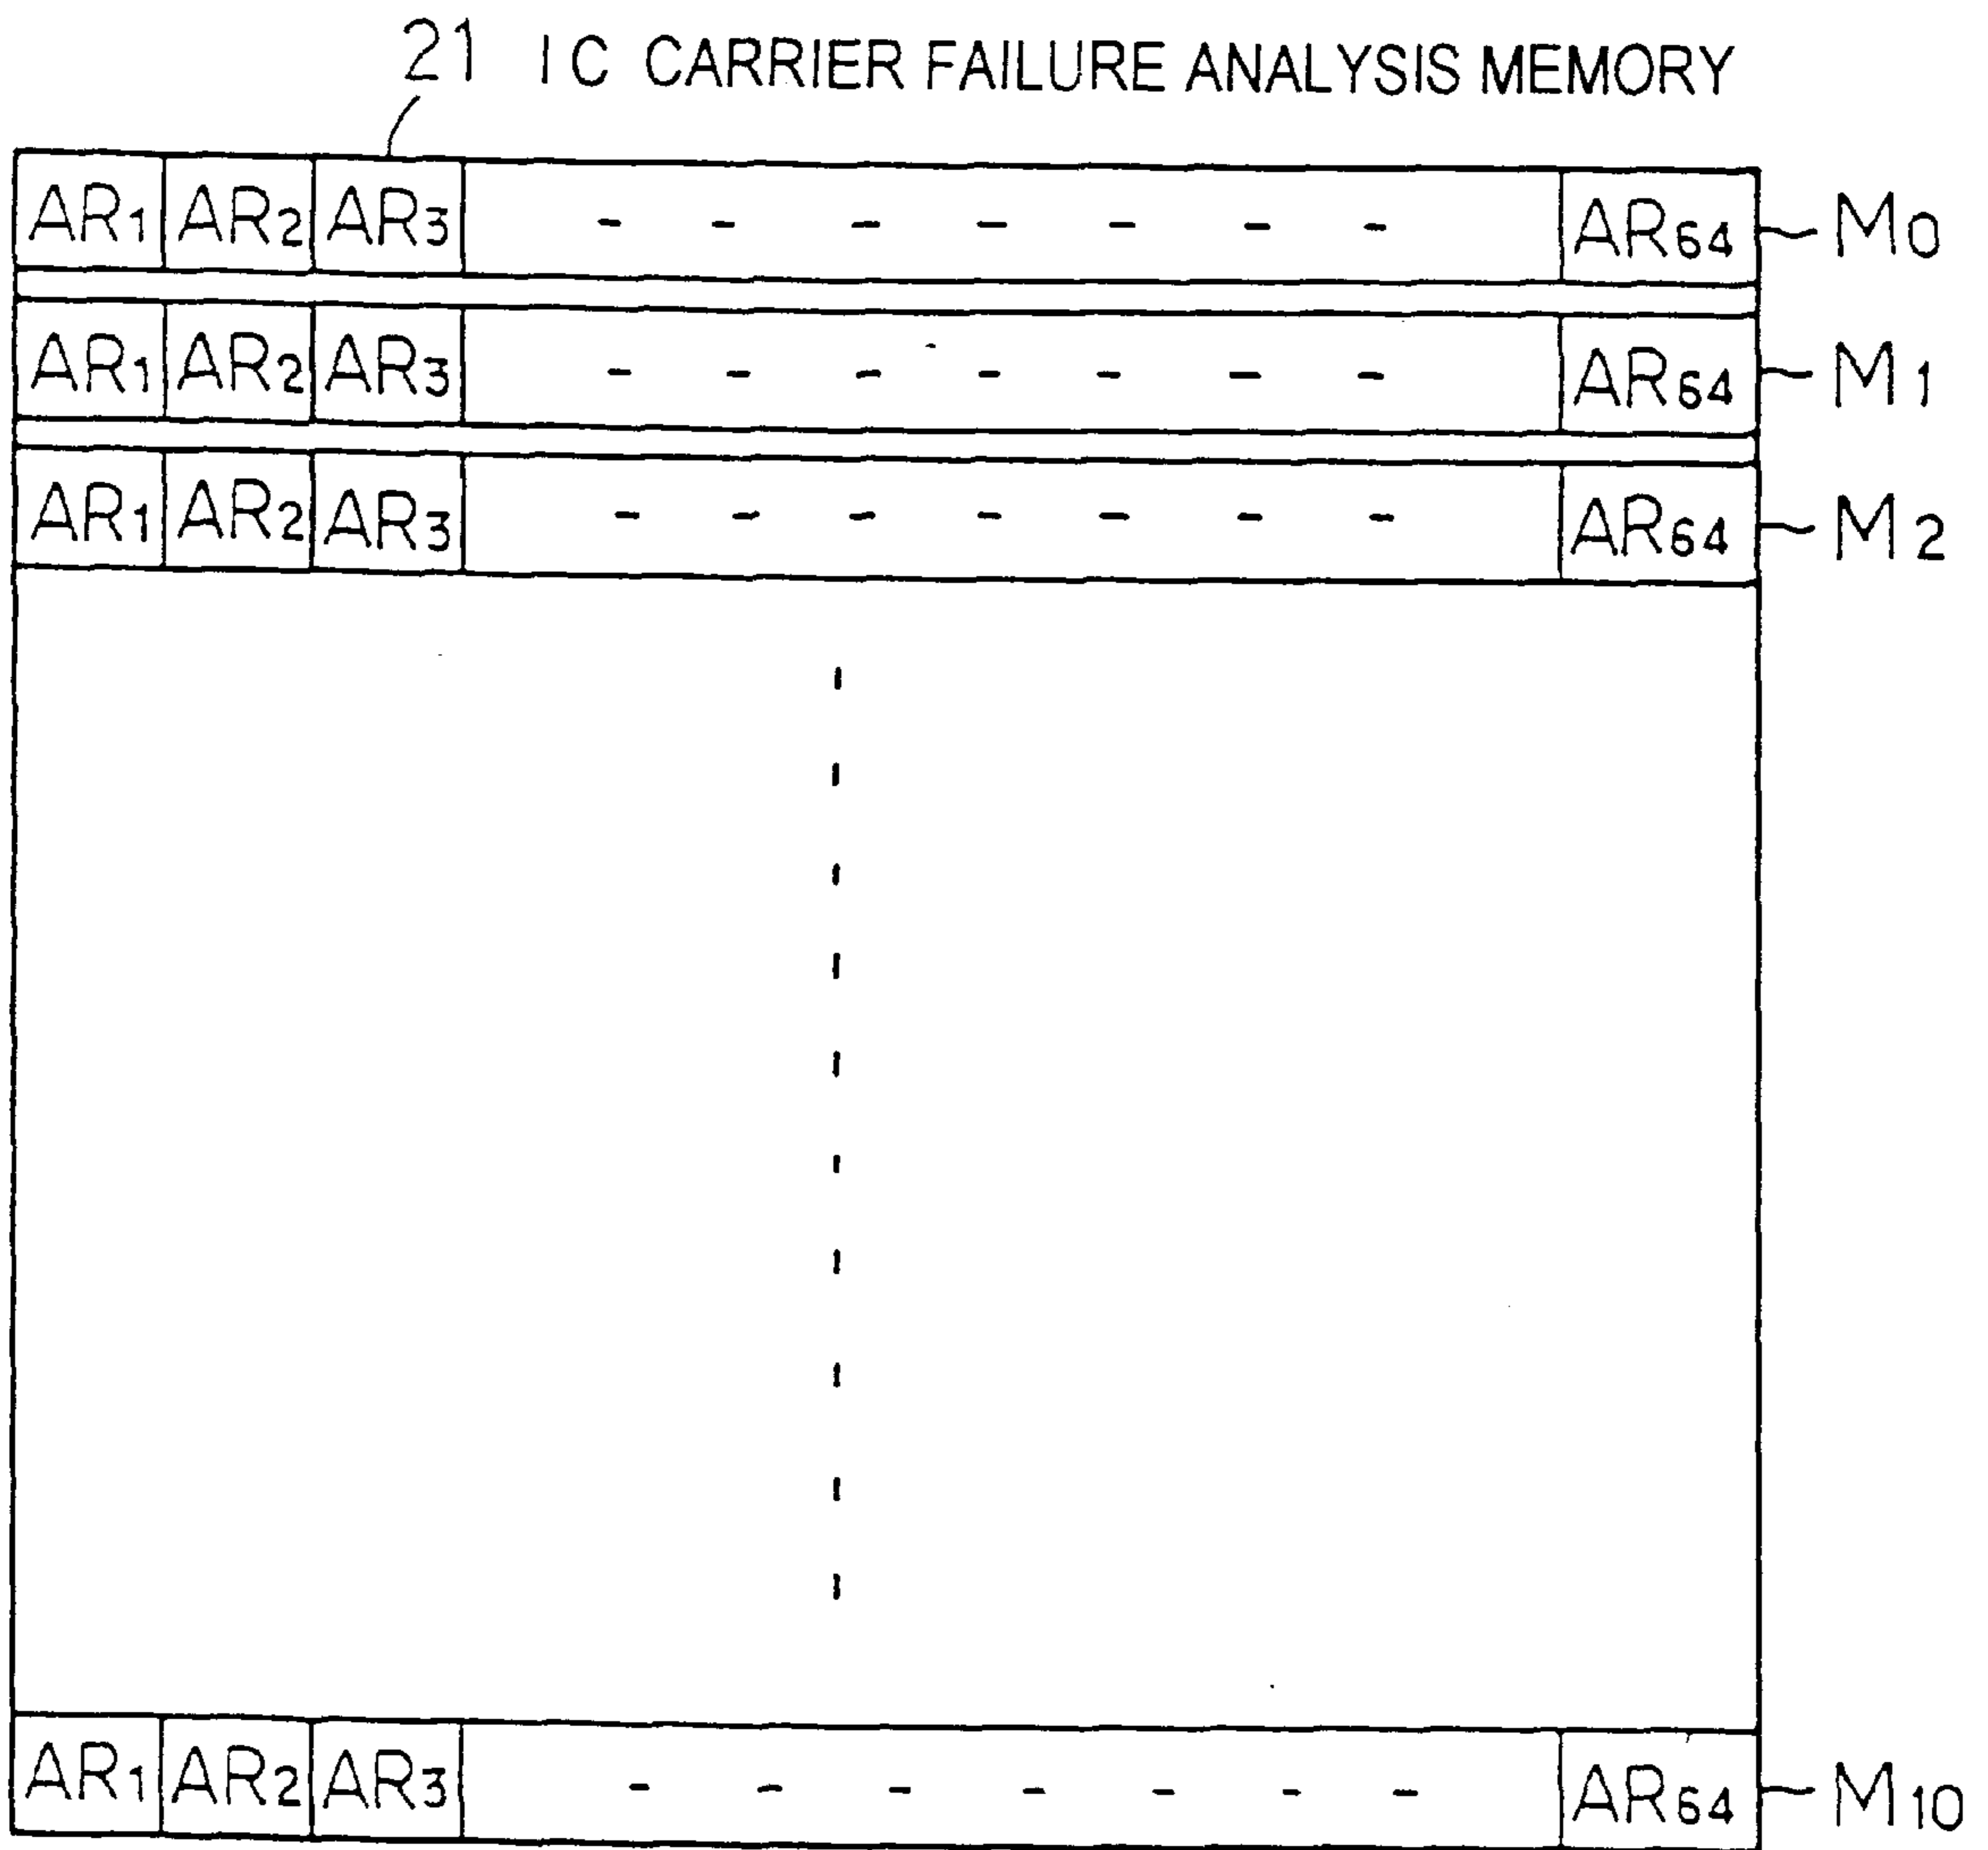 21 IC CARRIER FAILURE ANALYSIS MEMORY
AR1 AR2 AR3 - - - - - - - AR64 M0
AR1 AR2 AR3 - - - - - - - AR64 M1
AR1 AR2 AR3 - - - - - - - AR64 M2
AR1 AR2 AR3 - - - - - - - AR64 M10